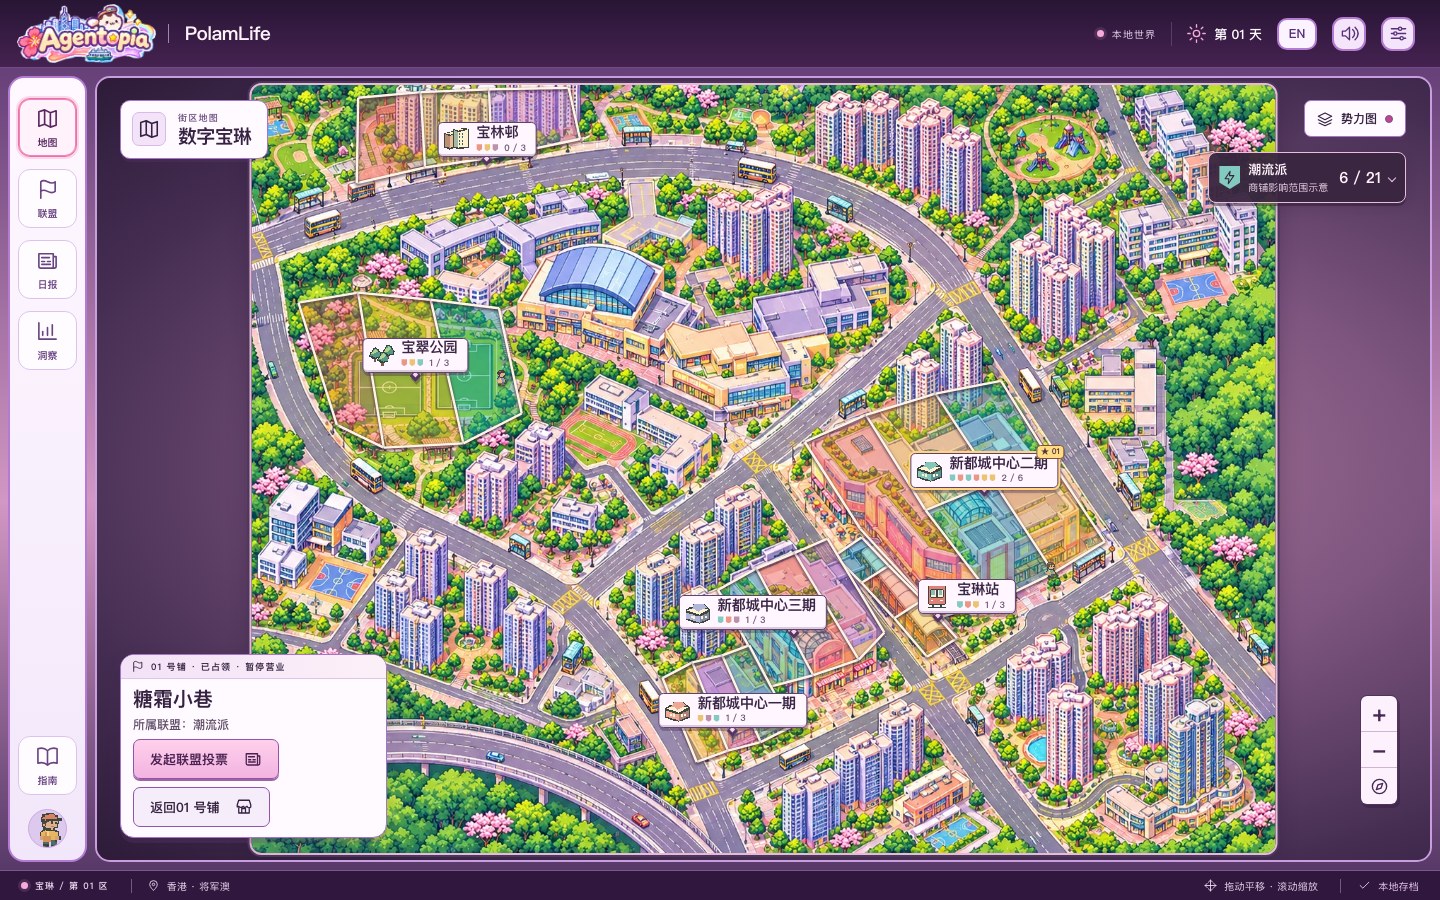 Agentopia
PolamLife
本地世界
第 01 天
EN
地图
联盟
日报
洞察
指南
街区地图
数字宝琳
势力图
潮流派
商铺影响范围示意
6 / 21
宝林邨
0 / 3
宝翠公园
1 / 3
★ 01
新都城中心二期
2 / 6
宝琳站
1 / 3
新都城中心三期
1 / 3
新都城中心一期
1 / 3
01 号铺 · 已占领 · 暂停营业
糖霜小巷
所属联盟：潮流派
发起联盟投票
返回01 号铺
+
−
宝琳 / 第 01 区
香港 · 将军澳
拖动平移 · 滚动缩放
本地存档